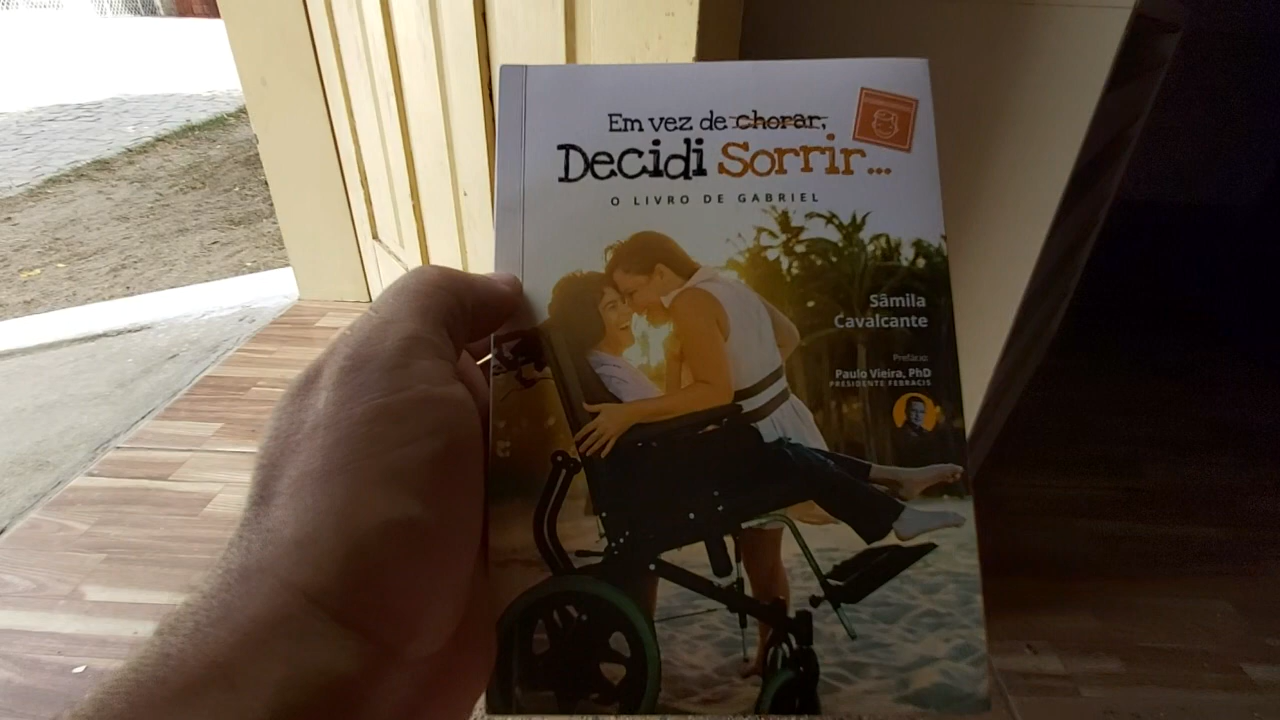 Em vez de chorar,
Decidi Sorrir...
O LIVRO DE GABRIEL
Sâmila
Cavalcante
Prefácio:
Paulo Vieira, PhD
PRESIDENTE FEBRACIS